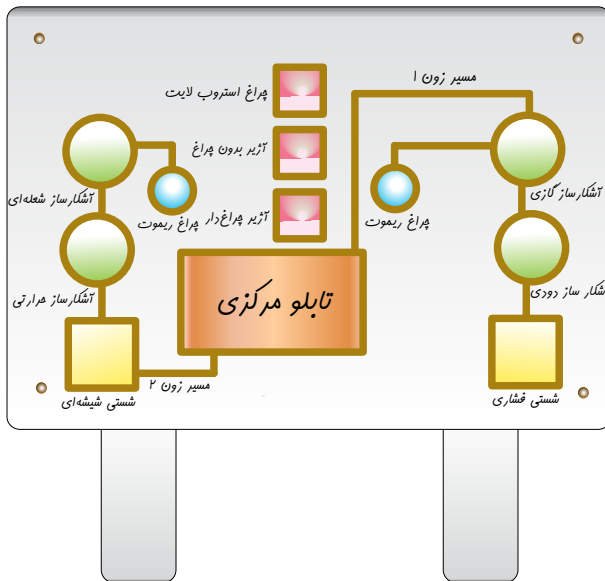 مسیر زون ۱
چراغ استروب لایت
آژیر بدون چراغ
آشکارساز شعله‌ای
آشکارساز گازی
چراغ ریموت
آژیر چراغ‌دار
چراغ ریموت
آشکارساز حرارتی
شکار ساز دودی
تابلو مرکزی
مسیر زون ۲
شستی شیشه‌ای
شستی فشاری